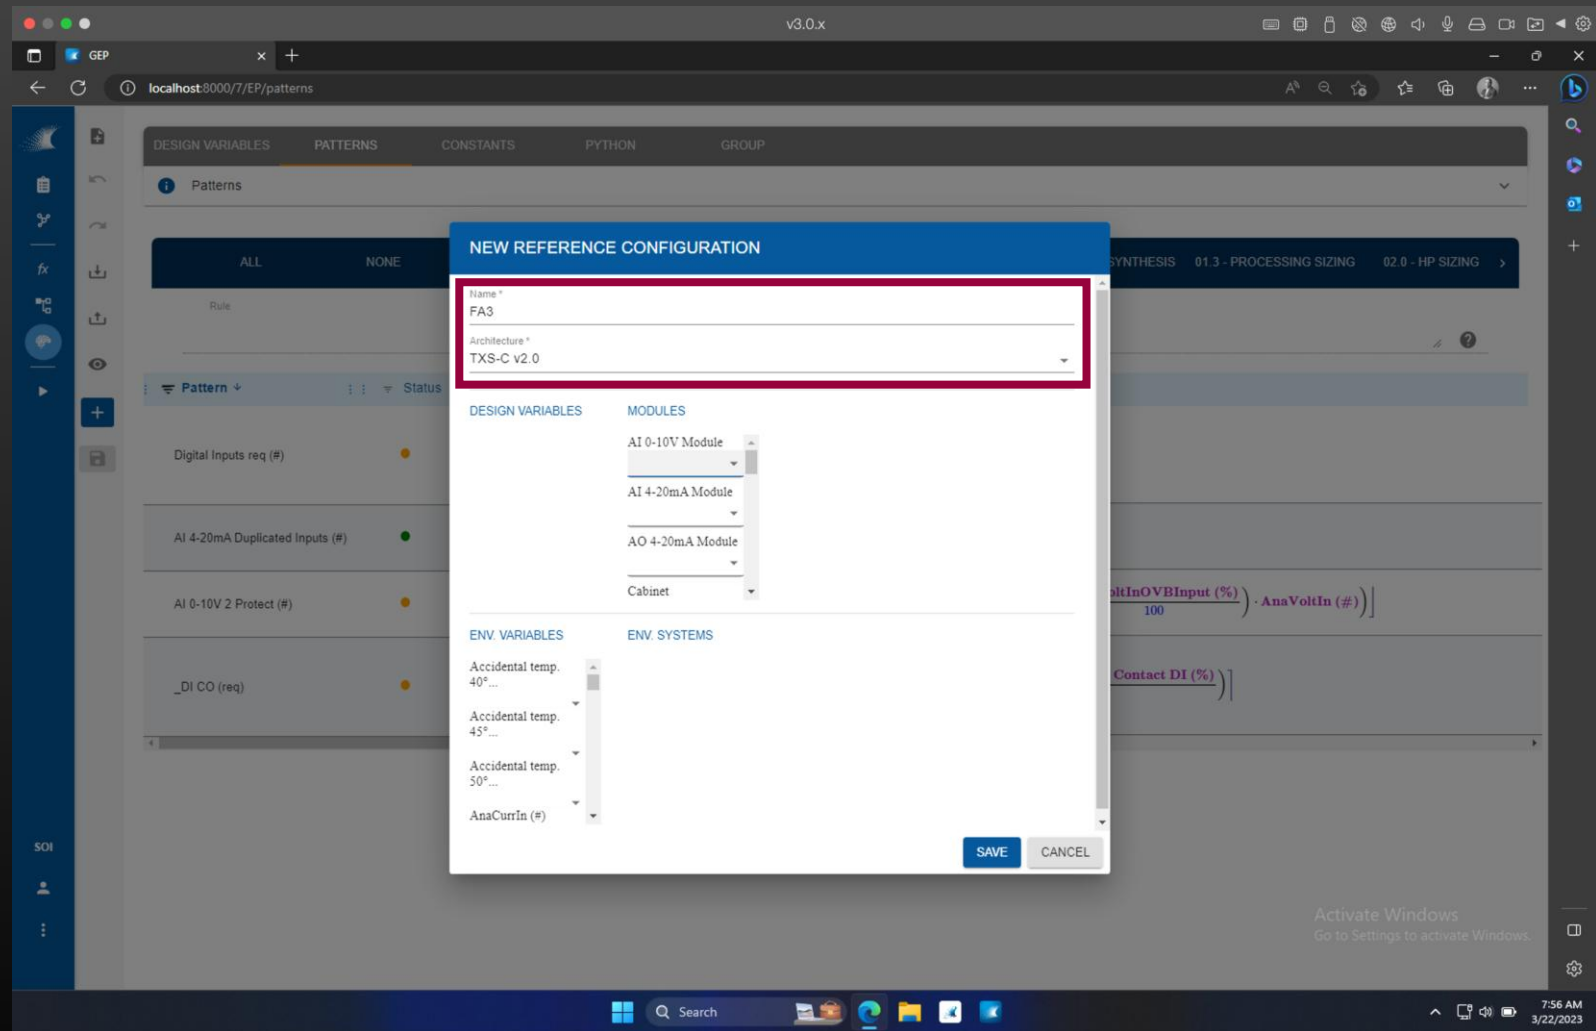 v3.0.x
GEP
localhost:8000/7/EP/patterns
DESIGN VARIABLES PATTERNS CONSTANTS PYTHON GROUP
Patterns
ALL NONE SYNTHESIS 01.3 - PROCESSING SIZING 02.0 - HP SIZING
Rule
Pattern Status
Digital Inputs req (#)
AI 4-20mA Duplicated Inputs (#)
AI 0-10V 2 Protect (#)
_DI CO (req)
oltInOVBInput (%)
100
) · AnaVoltIn (#))
Contact DI (%)
NEW REFERENCE CONFIGURATION
Name *
FA3
Architecture *
TXS-C v2.0
DESIGN VARIABLES MODULES
AI 0-10V Module
AI 4-20mA Module
AO 4-20mA Module
Cabinet
ENV. VARIABLES ENV. SYSTEMS
Accidental temp.
40°...
Accidental temp.
45°...
Accidental temp.
50°...
AnaCurrIn (#)
SAVE CANCEL
SOI
Activate Windows
Go to Settings to activate Windows.
Search
7:56 AM
3/22/2023